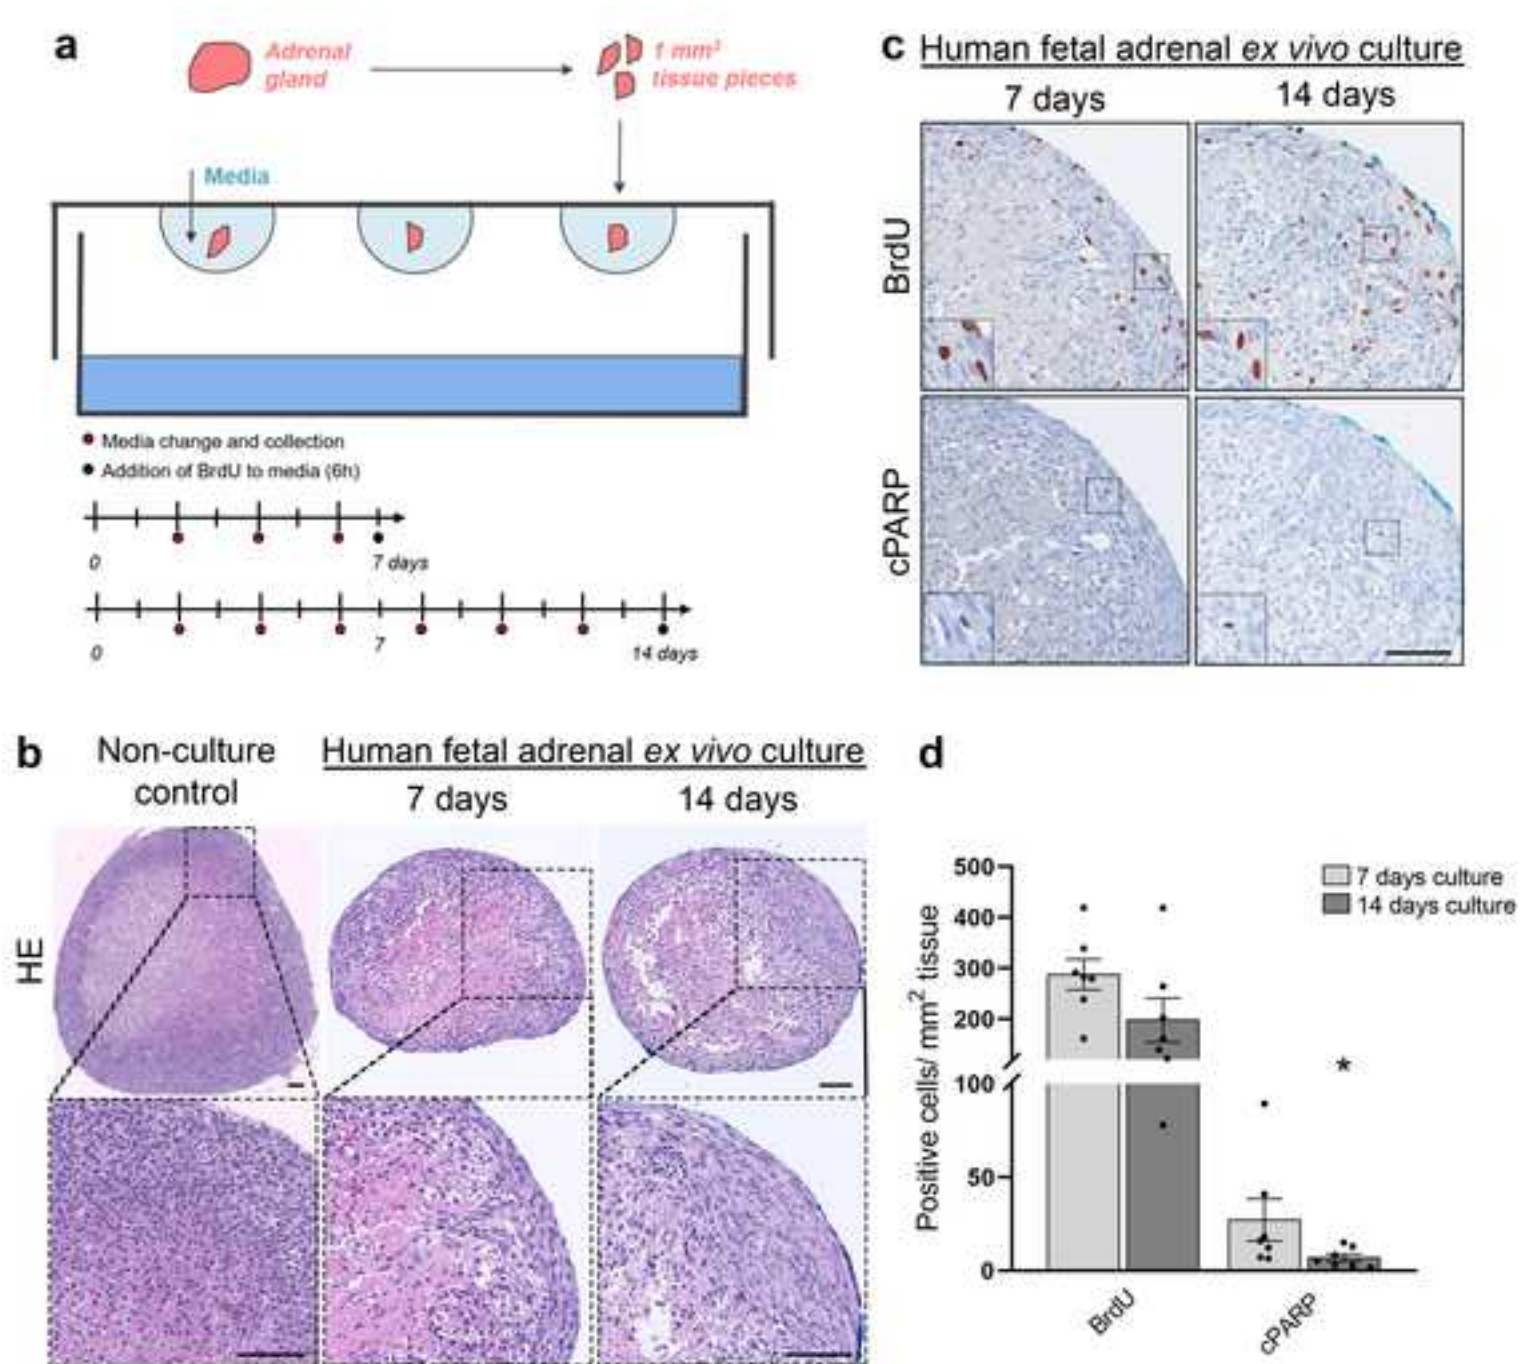 a
Adrenal
gland
1 mm³
tissue pieces
Media
Media change and collection
Addition of BrdU to media (6h)
0
7 days
0
7
14 days
c
Human fetal adrenal ex vivo culture
7 days
14 days
BrdU
cPARP
b
Non-culture
control
Human fetal adrenal ex vivo culture
7 days
14 days
HE
d
500
400
300
200
100
50
0
Positive cells/ mm² tissue
7 days culture
14 days culture
*
BrdU
cPARP